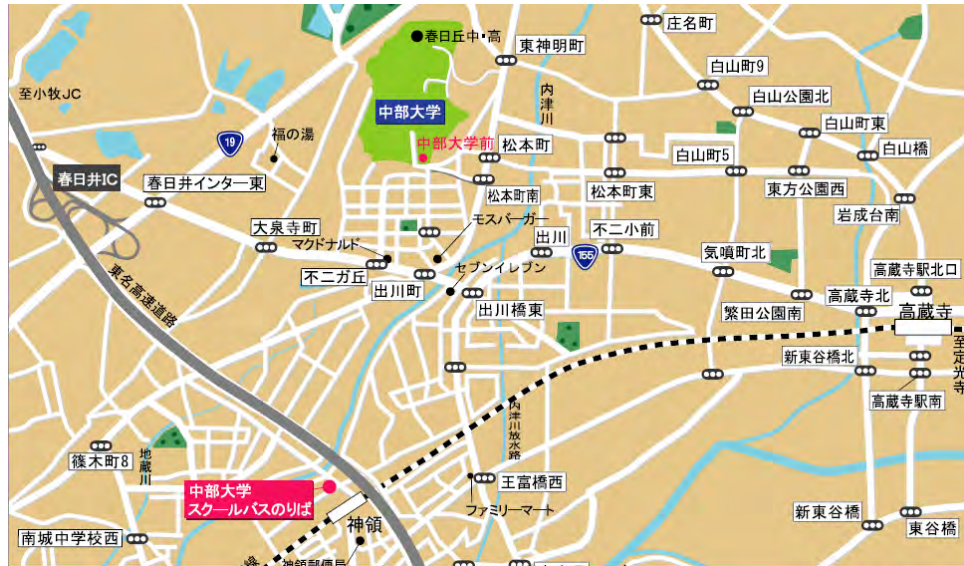 庄名町
春日丘中・高
東神明町
白山町9
至小牧JC
内津川
白山公園北
中部大学
19
福の湯
中部大学前
松本町
白山町東
白山橋
春日井IC
春日井インター東
松本町南
松本町東
白山町5
東方公園西
岩成台南
大泉寺町
モスバーガー
マクドナルド
出川
155
不二小前
気噴町北
セブンイレブン
高蔵寺駅北口
不二ガ丘
出川町
出川橋東
繁田公園南
高蔵寺北
高蔵寺
東名高速道路
新東谷橋北
至定光寺
高蔵寺駅南
内津川放水路
篠木町8
地蔵川
中部大学
スクールバスのりば
王富橋西
ファミリーマート
神領
新東谷橋
東谷橋
南城中学校西
神領郵便局